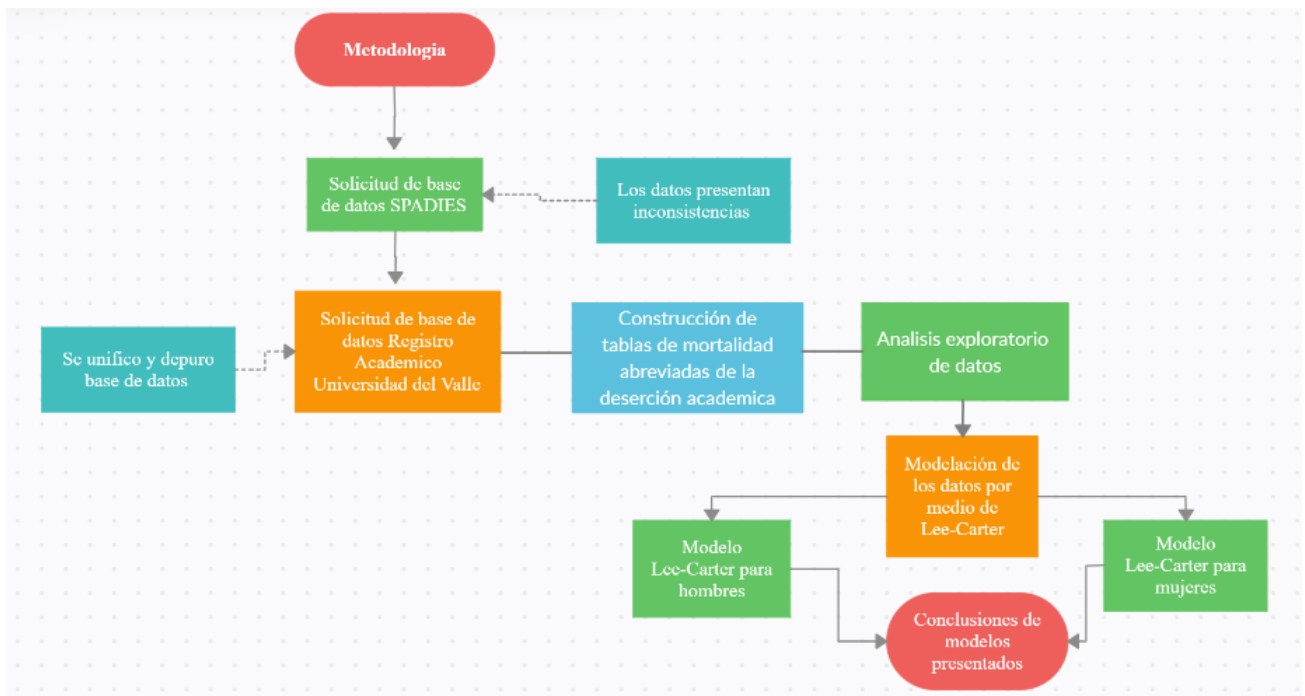 Metodologia
Solicitud de base
de datos SPADIES
Los datos presentan
inconsistencias
Se unifico y depuro
base de datos
Solicitud de base de
datos Registro
Academico
Universidad del Valle
Construcción de
tablas de mortalidad
abreviadas de la
deserción academica
Analisis exploratorio
de datos
Modelación de
los datos por
medio de
Lee-Carter
Modelo
Lee-Carter para
hombres
Modelo
Lee-Carter para
mujeres
Conclusiones de
modelos
presentados